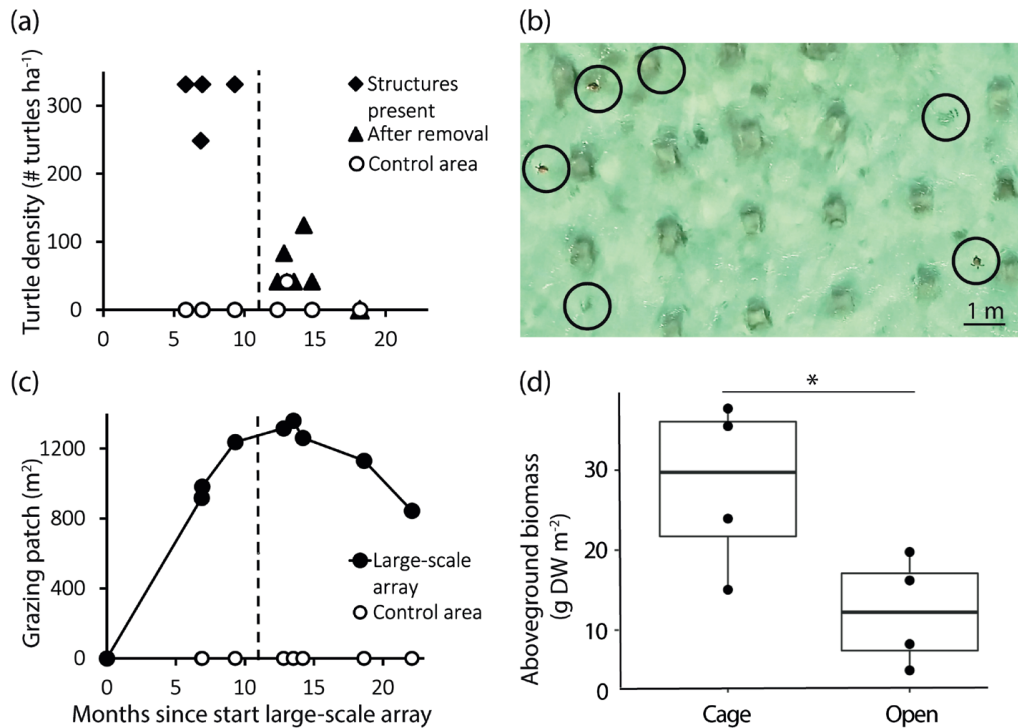 (a)
Turtle density (# turtles ha⁻¹)
300
200
100
0
0 5 10 15 20
Structures
present
After removal
Control area
(b)
1 m
(c)
Grazing patch (m²)
1200
800
400
0
0 5 10 15 20
Months since start large-scale array
Large-scale
array
Control area
(d)
*
Aboveground biomass
(g DW m⁻²)
30
20
10
0
Cage Open